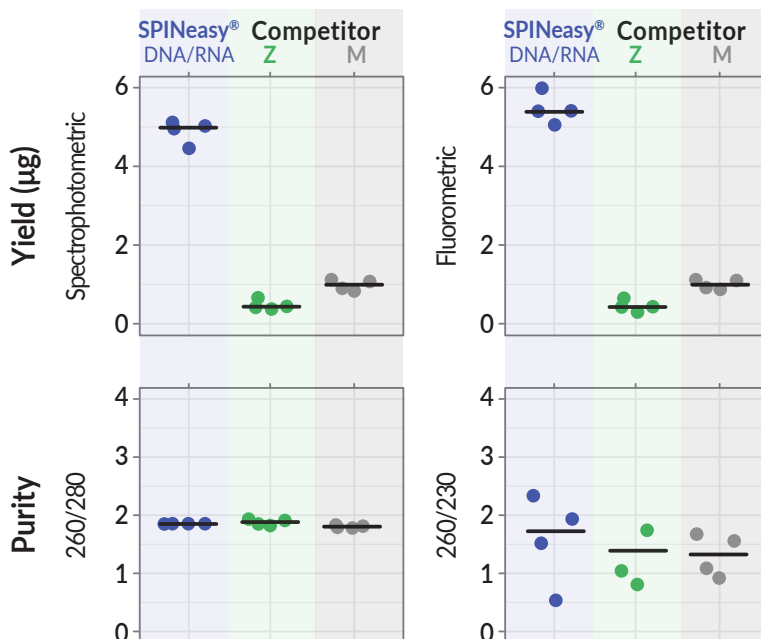 SPINeasy® Competitor
DNA/RNA Z M
SPINeasy® Competitor
DNA/RNA Z M
Yield (µg)
Spectrophotometric
6
4
2
0
Fluorometric
6
4
2
0
Purity
260/280
4
3
2
1
0
260/230
4
3
2
1
0